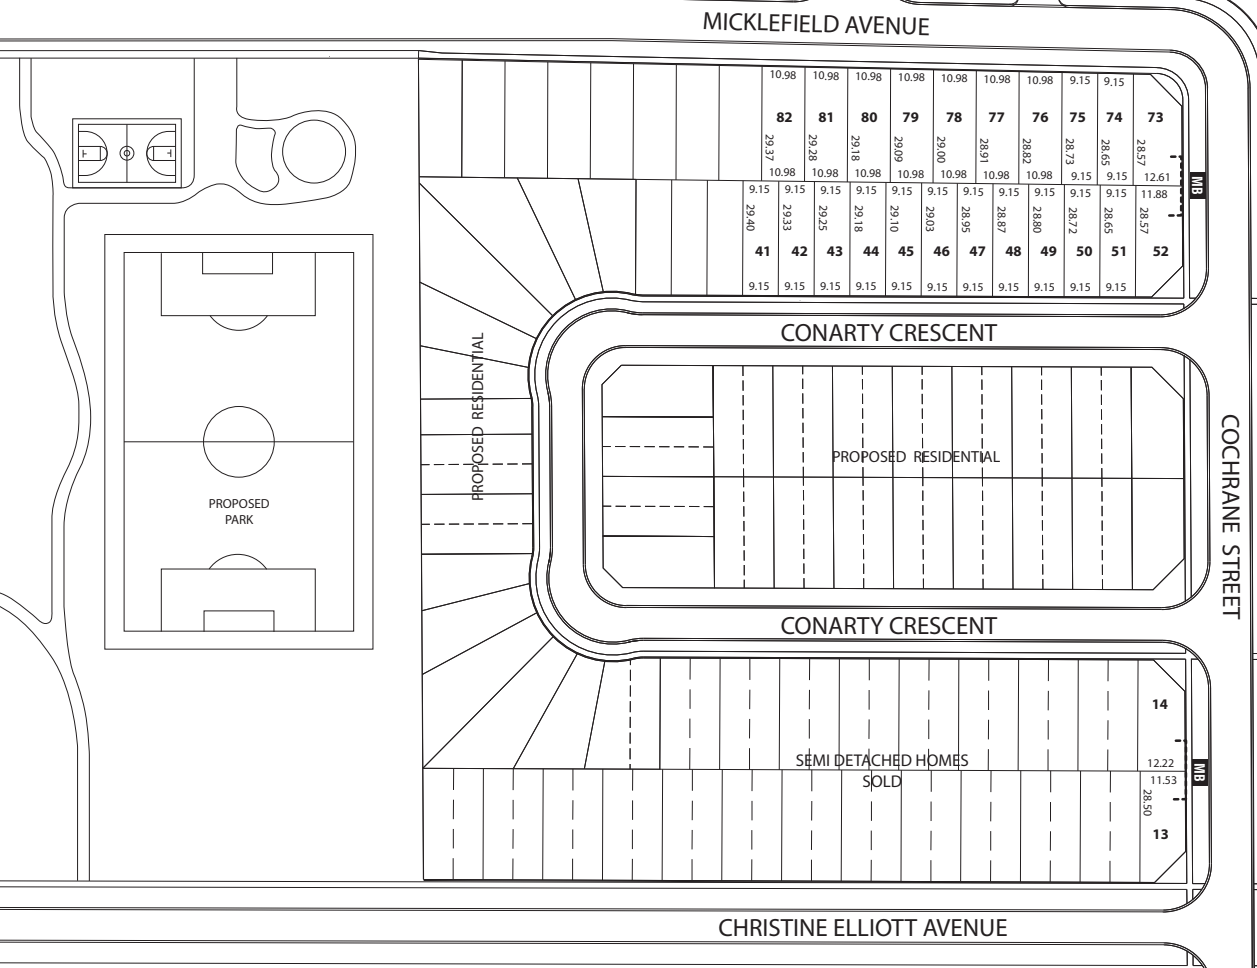 MICKLEFIELD AVENUE
10.98 10.98 10.98 10.98 10.98 10.98 10.98 9.15 9.15
82 81 80 79 78 77 76 75 74 73
29.37 29.28 29.18 29.09 29.00 28.91 28.82 28.73 28.65 28.57
10.98 10.98 10.98 10.98 10.98 10.98 10.98 9.15 9.15 12.61
MB
9.15 9.15 9.15 9.15 9.15 9.15 9.15 9.15 9.15 9.15 9.15 11.88
29.40 29.33 29.25 29.18 29.10 29.03 28.95 28.87 28.80 28.72 28.65 28.57
41 42 43 44 45 46 47 48 49 50 51 52
9.15 9.15 9.15 9.15 9.15 9.15 9.15 9.15 9.15 9.15 9.15
CONARTY CRESCENT
PROPOSED RESIDENTIAL
PROPOSED RESIDENTIAL
COCHRANE STREET
PROPOSED
PARK
CONARTY CRESCENT
14
SEMI DETACHED HOMES
SOLD
12.22
11.53
MB
28.50
13
CHRISTINE ELLIOTT AVENUE